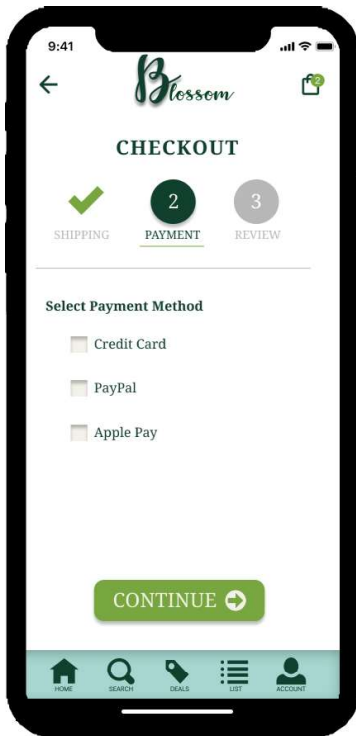 9:41
Blossom
2
CHECKOUT
2
3
SHIPPING
PAYMENT
REVIEW
Select Payment Method
Credit Card
PayPal
Apple Pay
CONTINUE
HOME
SEARCH
DEALS
LIST
ACCOUNT